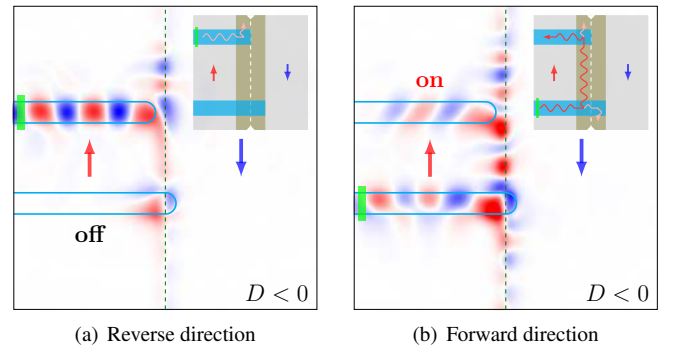 on
off
D < 0
D < 0
(a) Reverse direction
(b) Forward direction